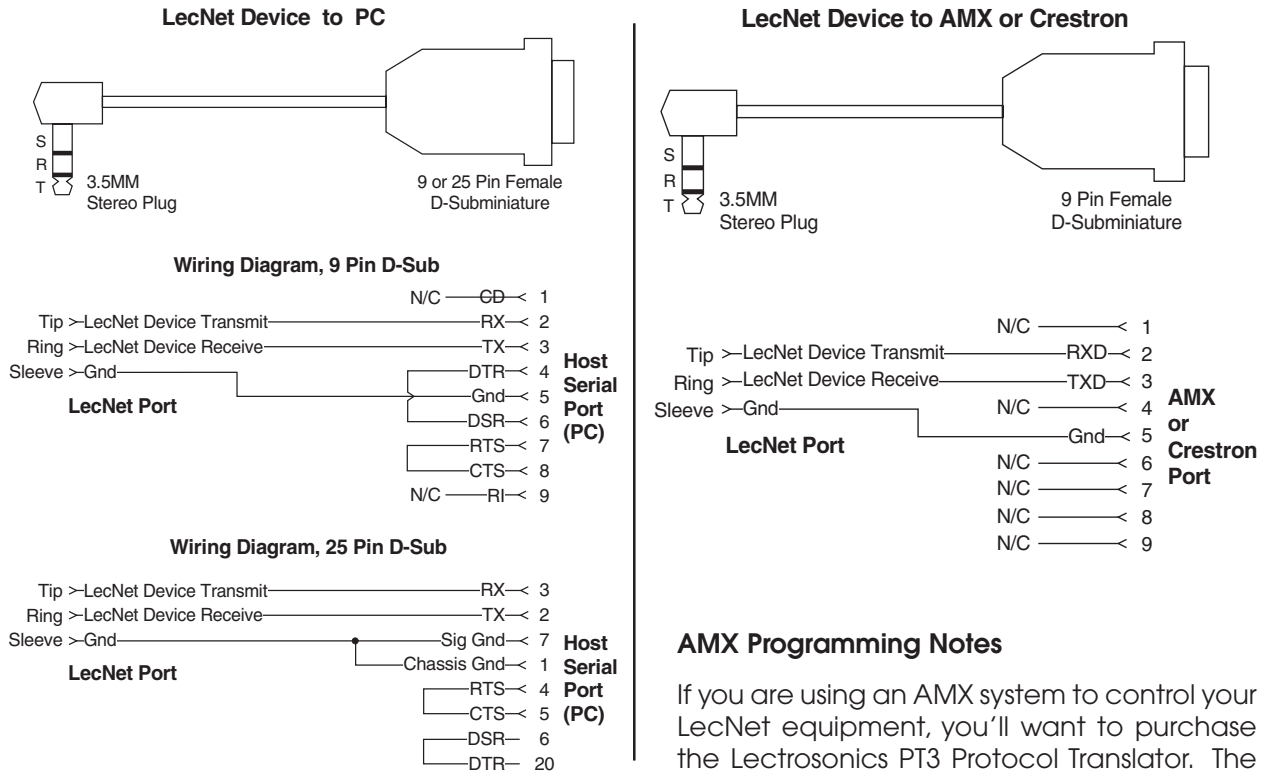 LecNet Device to PC
S
R
T
3.5MM
Stereo Plug
9 or 25 Pin Female
D-Subminiature
Wiring Diagram, 9 Pin D-Sub
N/C CD < 1
Tip >LecNet Device Transmit RX < 2
Ring >LecNet Device Receive TX < 3
Sleeve >Gnd DTR < 4
Gnd < 5
DSR < 6
RTS < 7
CTS < 8
N/C RI < 9
LecNet Port
Host
Serial
Port
(PC)
Wiring Diagram, 25 Pin D-Sub
Tip >LecNet Device Transmit RX < 3
Ring >LecNet Device Receive TX < 2
Sleeve >Gnd Sig Gnd < 7
Chassis Gnd < 1
RTS < 4
CTS < 5
DSR 6
DTR 20
LecNet Port
Host
Serial
Port
(PC)
LecNet Device to AMX or Crestron
S
R
T
3.5MM
Stereo Plug
9 Pin Female
D-Subminiature
N/C < 1
Tip >LecNet Device Transmit RXD < 2
Ring >LecNet Device Receive TXD < 3
Sleeve >Gnd N/C < 4
Gnd < 5
N/C < 6
N/C < 7
N/C < 8
N/C < 9
LecNet Port
AMX
or
Crestron
Port
AMX Programming Notes
If you are using an AMX system to control your
LecNet equipment, you’ll want to purchase
the Lectrosonics PT3 Protocol Translator. The